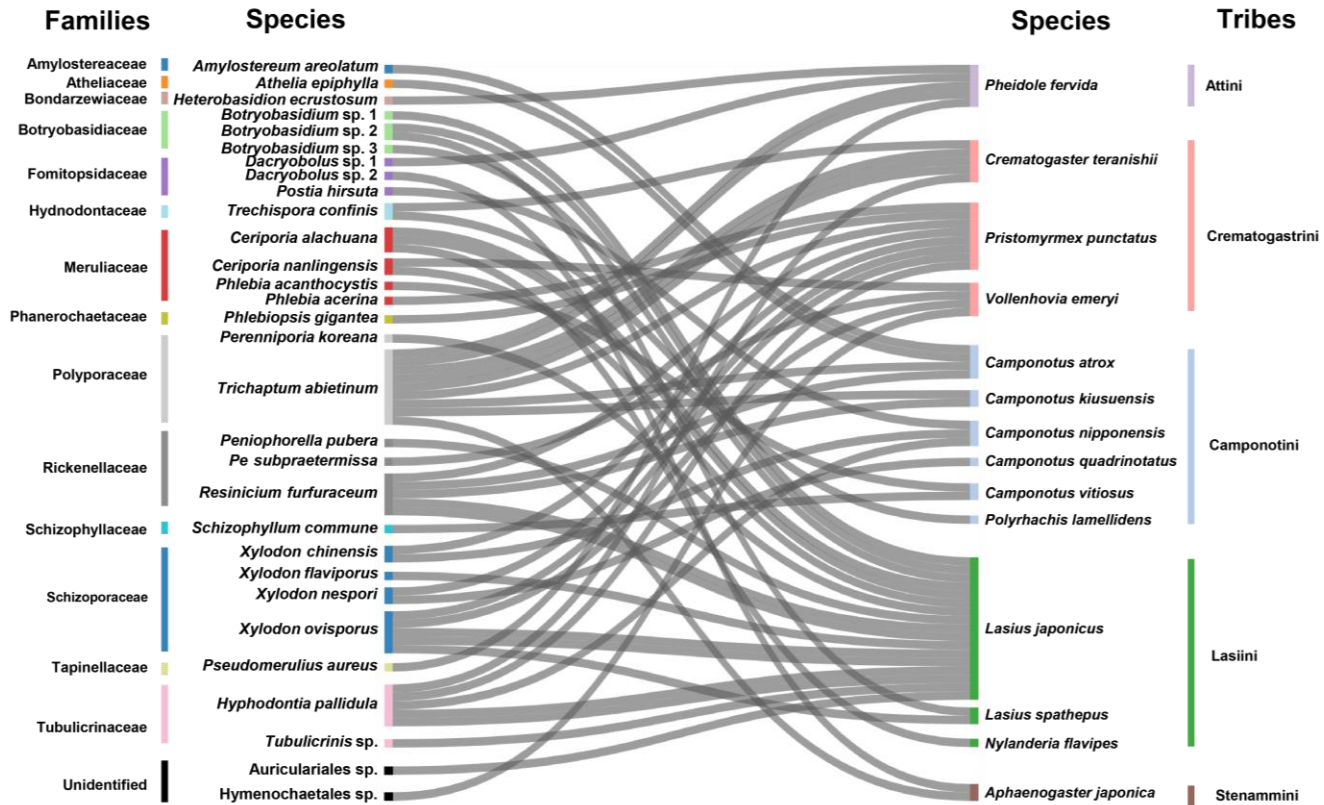 Families
Species
Species
Tribes
Amylostereaceae
Atheliaceae
Bondarzewiaceae
Botryobasidiaceae
Fomitopsidaceae
Hydnodontaceae
Meruliaceae
Phanerochaetaceae
Polyporaceae
Rickenellaceae
Schizophyllaceae
Schizoporaceae
Tapinellaceae
Tubulicrinaceae
Unidentified
Amylostereum areolatum
Athelia epiphylla
Heterobasidion ecrustosum
Botryobasidium sp. 1
Botryobasidium sp. 2
Botryobasidium sp. 3
Dacryobolus sp. 1
Dacryobolus sp. 2
Postia hirsuta
Trechispora confinis
Ceriporia alachuana
Ceriporia nanlingensis
Phlebia acanthocystis
Phlebia acerina
Phlebiopsis gigantea
Perenniporia koreana
Trichaptum abietinum
Peniophorella pubera
Pe subpraetermissa
Resinicium furfuraceum
Schizophyllum commune
Xylodon chinensis
Xylodon flaviporus
Xylodon nespori
Xylodon ovisporus
Pseudomerulius aureus
Hyphodontia pallidula
Tubulicrinis sp.
Auriculariales sp.
Hymenochaetales sp.
Pheidole fervida
Crematogaster teranishii
Pristomyrmex punctatus
Vollenhovia emeryi
Camponotus atrox
Camponotus kiusuensis
Camponotus nipponensis
Camponotus quadrinotatus
Camponotus vitiosus
Polyrhachis lamellidens
Lasius japonicus
Lasius spathepus
Nylanderia flavipes
Aphaenogaster japonica
Attini
Crematogastrini
Camponotini
Lasiini
Stenammini